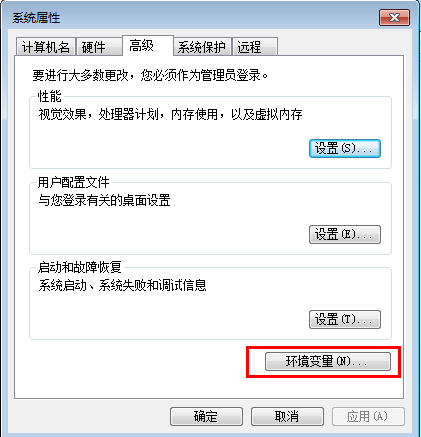 系统属性
计算机名 硬件 高级 系统保护 远程
要进行大多数更改，您必须作为管理员登录。
性能
视觉效果，处理器计划，内存使用，以及虚拟内存
设置(S)...
用户配置文件
与您登录有关的桌面设置
设置(E)...
启动和故障恢复
系统启动、系统失败和调试信息
设置(T)...
环境变量(N)...
确定 取消 应用(A)